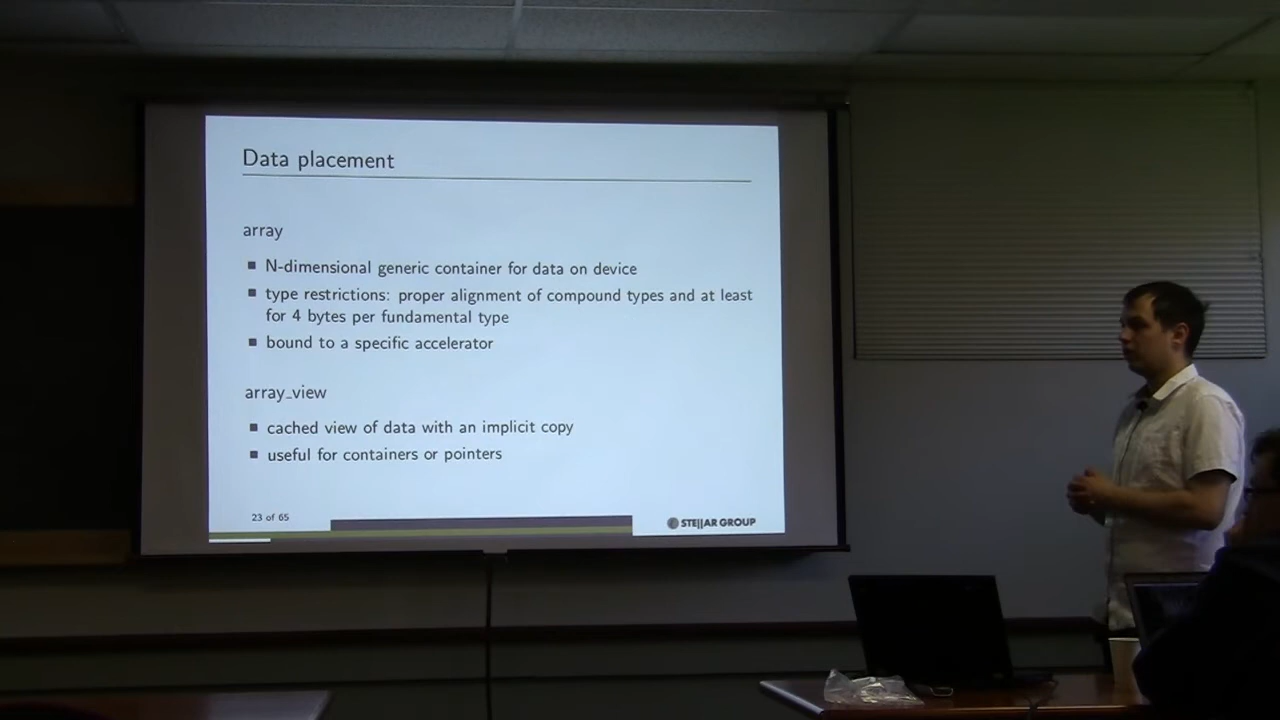 Data placement
array
N-dimensional generic container for data on device
type restrictions: proper alignment of compound types and at least
for 4 bytes per fundamental type
bound to a specific accelerator
array_view
cached view of data with an implicit copy
useful for containers or pointers
23 of 65
STE||AR GROUP